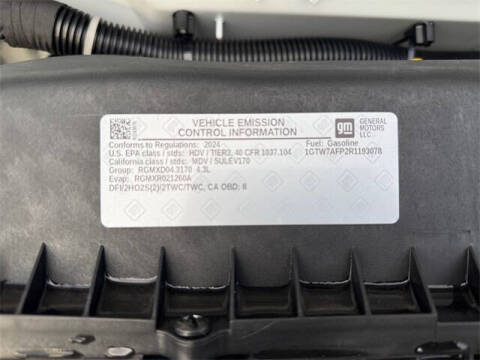 VEHICLE EMISSION
CONTROL INFORMATION
gm
GENERAL
MOTORS
LLC
Conforms to Regulations: 2024
Fuel: Gasoline
U.S. EPA class / stds: HDV / TIER3, 40 CFR 1037.104
1GTW7AFP2R1193078
California class / stds: MDV / SULEV170
Group: RGMXD04.3170 4.3L
Evap: RGMXR021260A
DFI/2HO2S(2)/2TWC/TWC, CA OBD: II